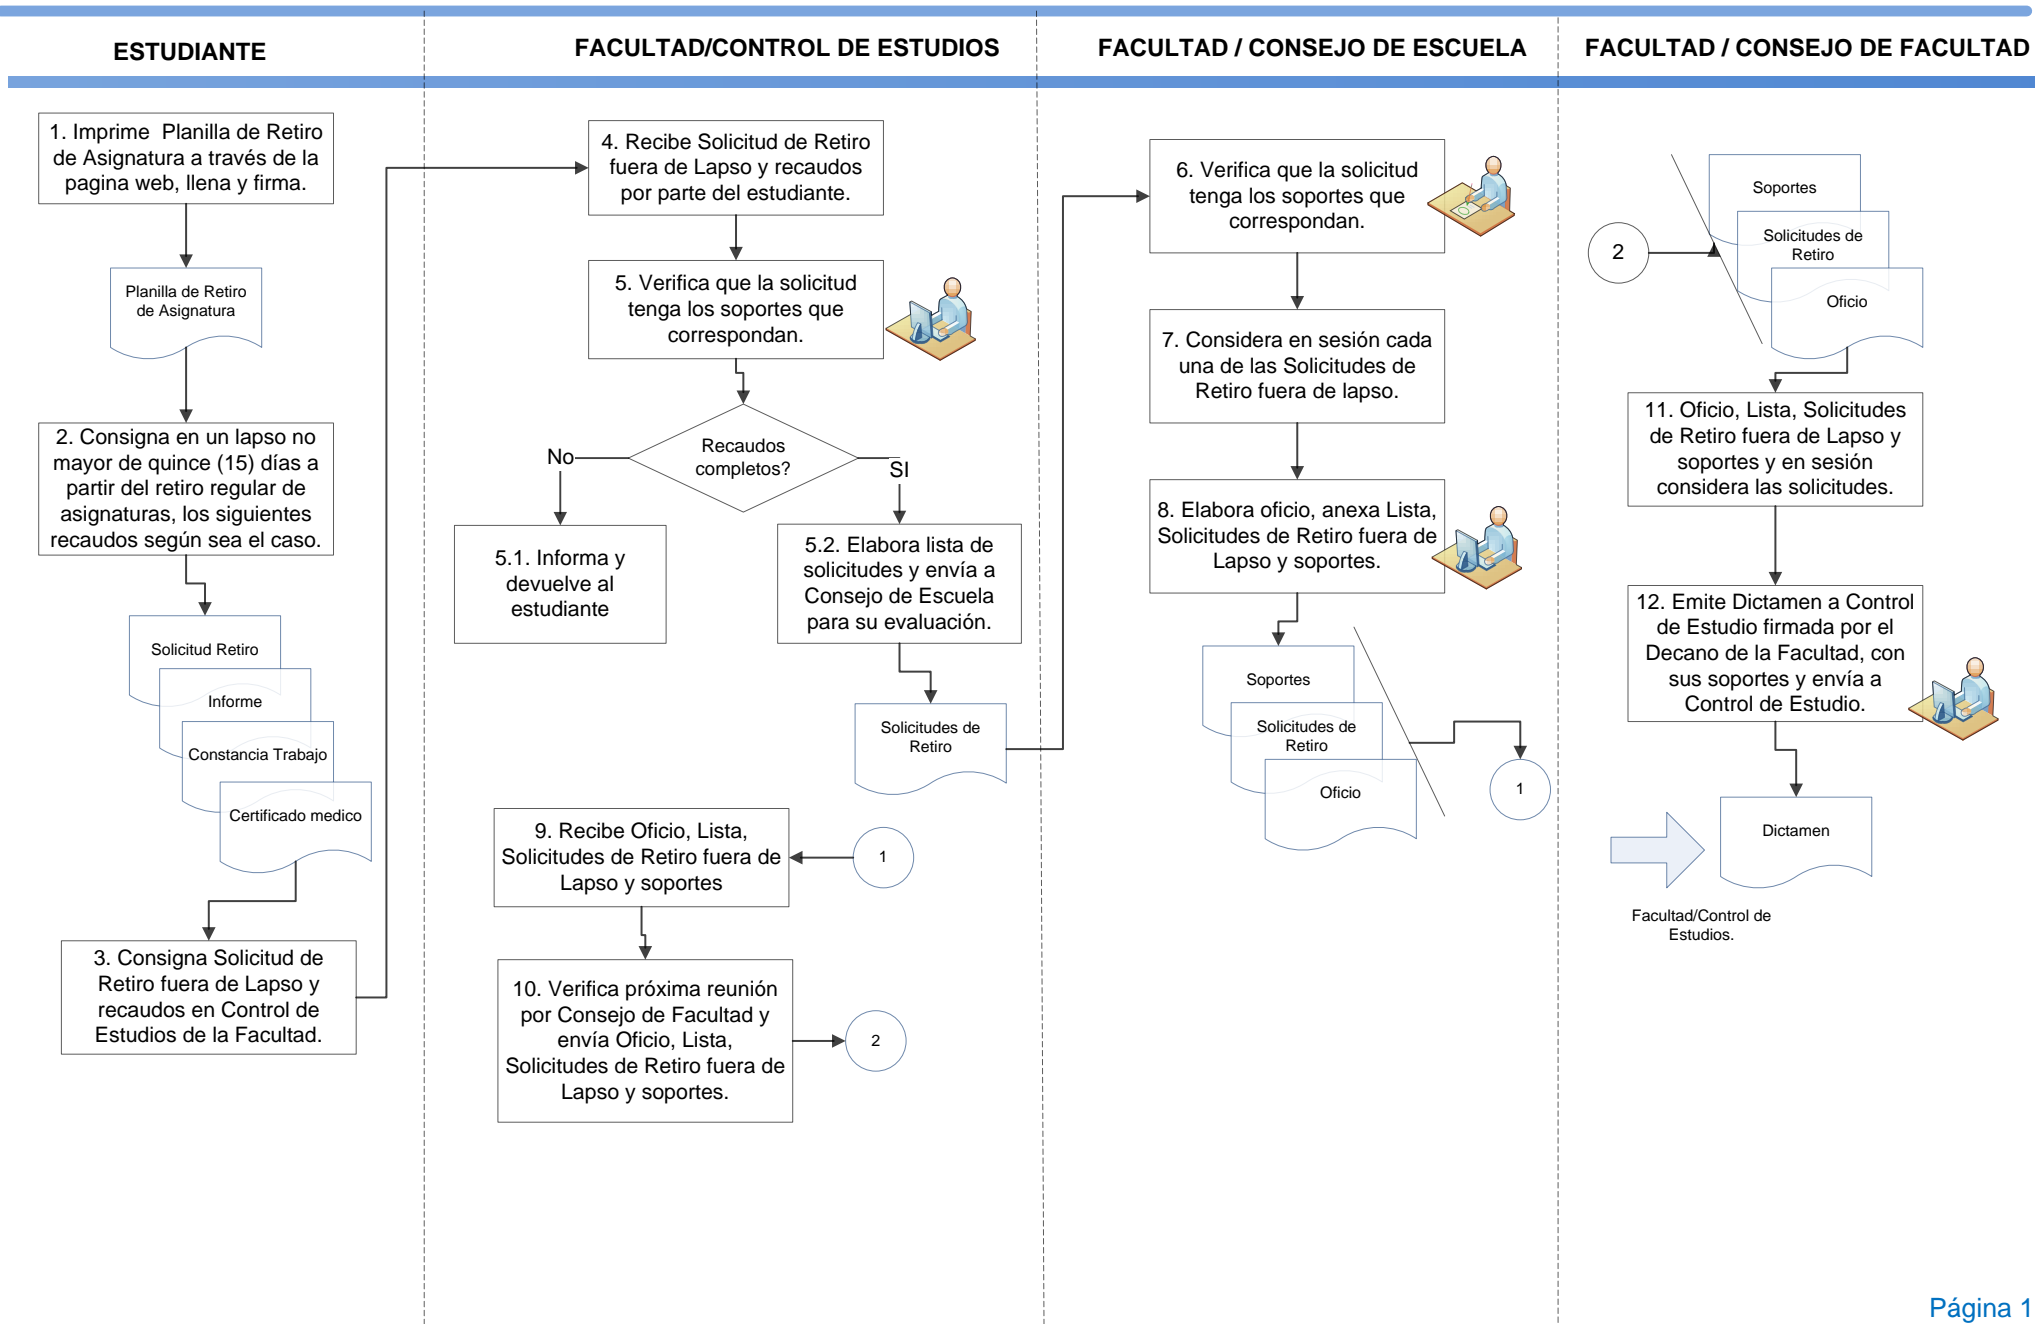 ESTUDIANTE
FACULTAD/CONTROL DE ESTUDIOS
FACULTAD / CONSEJO DE ESCUELA
FACULTAD / CONSEJO DE FACULTAD
1. Imprime  Planilla de Retiro
de Asignatura a través de la
pagina web, llena y firma.
Planilla de Retiro
de Asignatura
2. Consigna en un lapso no
mayor de quince (15) días a
partir del retiro regular de
asignaturas, los siguientes
recaudos según sea el caso.
Solicitud Retiro
Informe
Constancia Trabajo
Certificado medico
3. Consigna Solicitud de
Retiro fuera de Lapso y
recaudos en Control de
Estudios de la Facultad.
4. Recibe Solicitud de Retiro
fuera de Lapso y recaudos
por parte del estudiante.
5. Verifica que la solicitud
tenga los soportes que
correspondan.
Recaudos
completos?
No
SI
5.1. Informa y
devuelve al
estudiante
5.2. Elabora lista de
solicitudes y envía a
Consejo de Escuela
para su evaluación.
Solicitudes de
Retiro
9. Recibe Oficio, Lista,
Solicitudes de Retiro fuera de
Lapso y soportes
1
10. Verifica próxima reunión
por Consejo de Facultad y
envía Oficio, Lista,
Solicitudes de Retiro fuera de
Lapso y soportes.
2
6. Verifica que la solicitud
tenga los soportes que
correspondan.
7. Considera en sesión cada
una de las Solicitudes de
Retiro fuera de lapso.
8. Elabora oficio, anexa Lista,
Solicitudes de Retiro fuera de
Lapso y soportes.
Soportes
Solicitudes de
Retiro
Oficio
1
2
Soportes
Solicitudes de
Retiro
Oficio
11. Oficio, Lista, Solicitudes
de Retiro fuera de Lapso y
soportes y en sesión
considera las solicitudes.
12. Emite Dictamen a Control
de Estudio firmada por el
Decano de la Facultad, con
sus soportes y envía a
Control de Estudio.
Dictamen
Facultad/Control de
Estudios.
Página 1